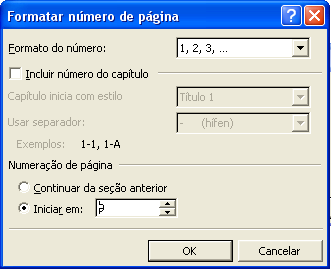 Formatar número de página
Formato do número: 1, 2, 3, ...
Incluir número do capítulo
Capítulo inicia com estilo Título 1
Usar separador: - (hífen)
Exemplos: 1-1, 1-A
Numeração de página
Continuar da seção anterior
Iniciar em:
OK Cancelar